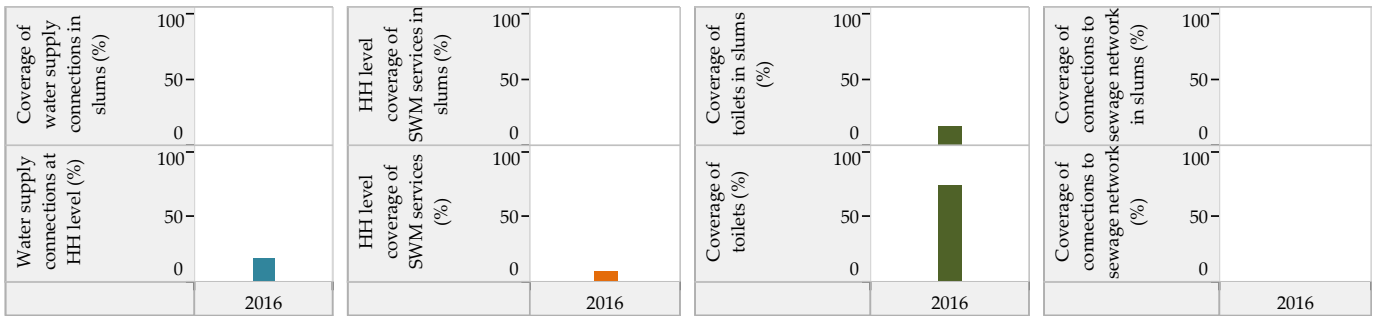 Coverage of
water supply
connections in
slums (%)
100
50
0
Water supply
connections at
HH level (%)
100
50
0
2016
HH level
coverage of
SWM services in
slums (%)
100
50
0
HH level
coverage of
SWM services
(%)
100
50
0
2016
Coverage of
toilets in slums
(%)
100
50
0
Coverage of
toilets (%)
100
50
0
2016
Coverage of
connections to
sewage network
in slums (%)
100
50
0
Coverage of
connections to
sewage network
(%)
100
50
0
2016